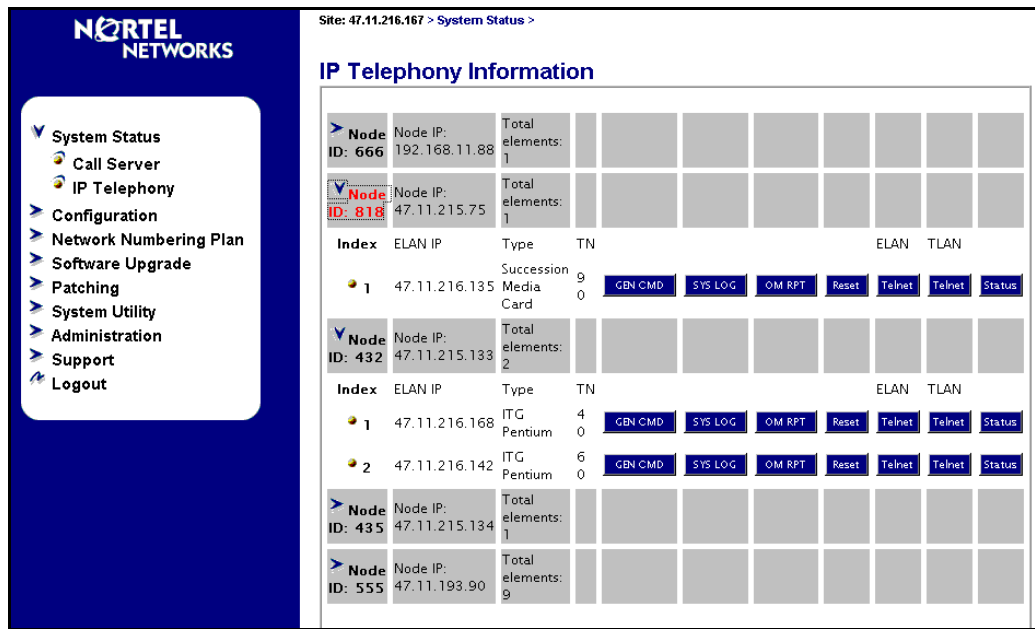 NORTEL
NETWORKS
System Status
Call Server
IP Telephony
Configuration
Network Numbering Plan
Software Upgrade
Patching
System Utility
Administration
Support
Logout
Site: 47.11.216.167 > System Status >
IP Telephony Information
Node ID: 666 Node IP: 192.168.11.88 Total elements: 1
Node ID: 818 Node IP: 47.11.215.75 Total elements: 1
Index ELAN IP Type TN ELAN TLAN
1 47.11.216.135 Succession Media Card 9 0 GEN CMD SYS LOG OM RPT Reset Telnet Telnet Status
Node ID: 432 Node IP: 47.11.215.133 Total elements: 2
Index ELAN IP Type TN ELAN TLAN
1 47.11.216.168 ITG Pentium 4 0 GEN CMD SYS LOG OM RPT Reset Telnet Telnet Status
2 47.11.216.142 ITG Pentium 6 0 GEN CMD SYS LOG OM RPT Reset Telnet Telnet Status
Node ID: 435 Node IP: 47.11.215.134 Total elements: 1
Node ID: 555 Node IP: 47.11.193.90 Total elements: 9